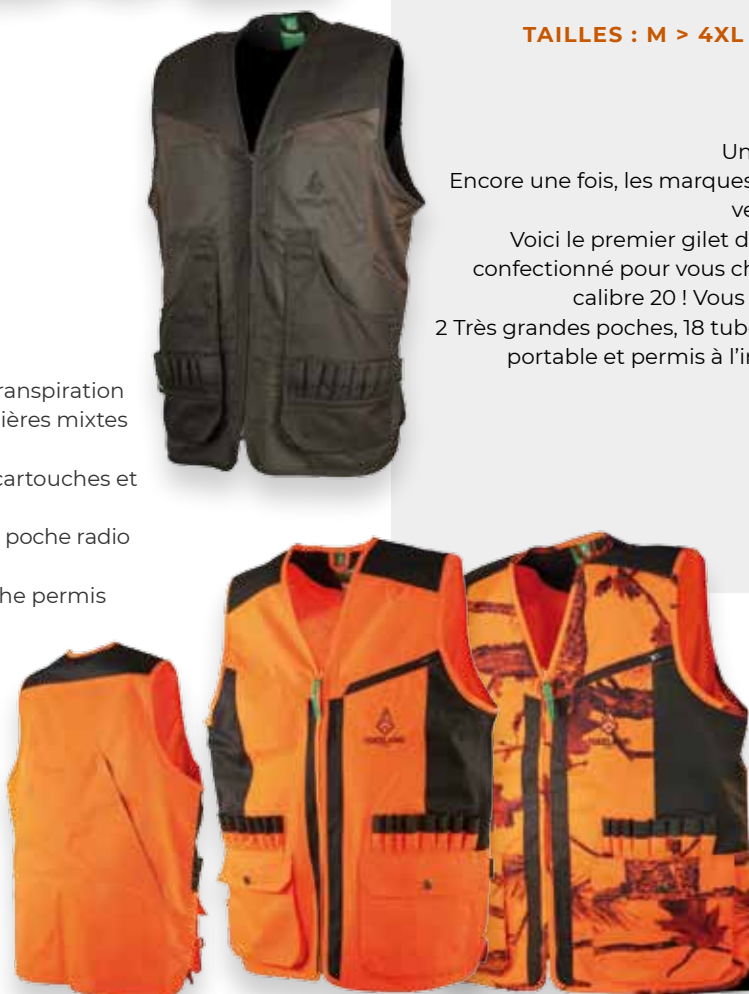 TAILLES : M > 4XL
Un
Encore une fois, les marques
ve
Voici le premier gilet d
confectionné pour vous ch
calibre 20 ! Vous
2 Très grandes poches, 18 tub
portable et permis à l'i
ranspiration
ières mixtes
cartouches et
poche radio
he permis